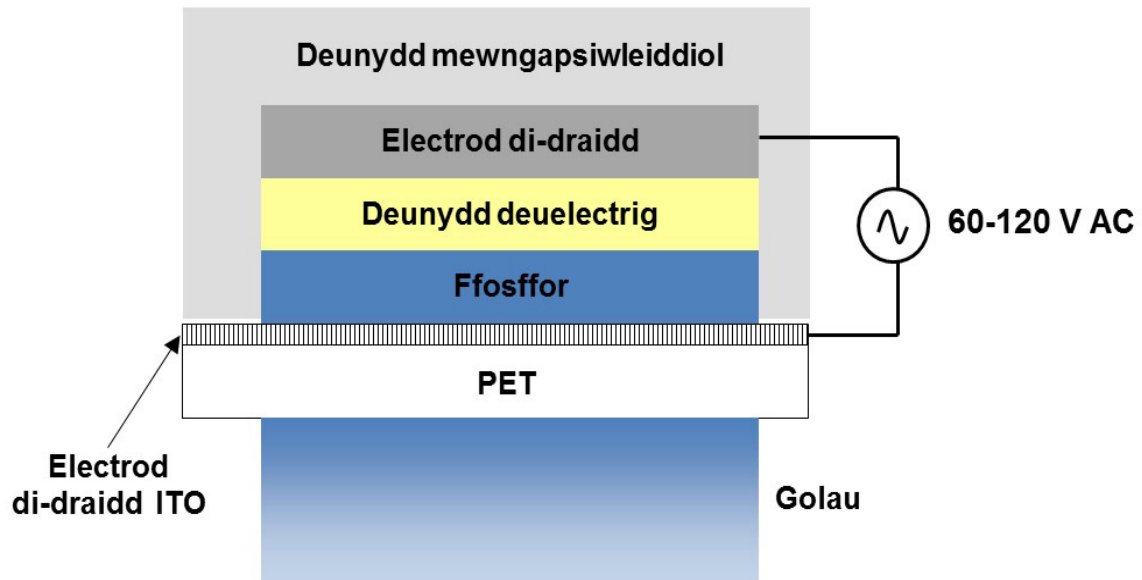 Deunydd mewngapsiwleiddiol
Electrod di-draidd
Deunydd deuelectrig
60-120 V AC
Ffosffor
PET
Electrod
di-draidd ITO
Golau